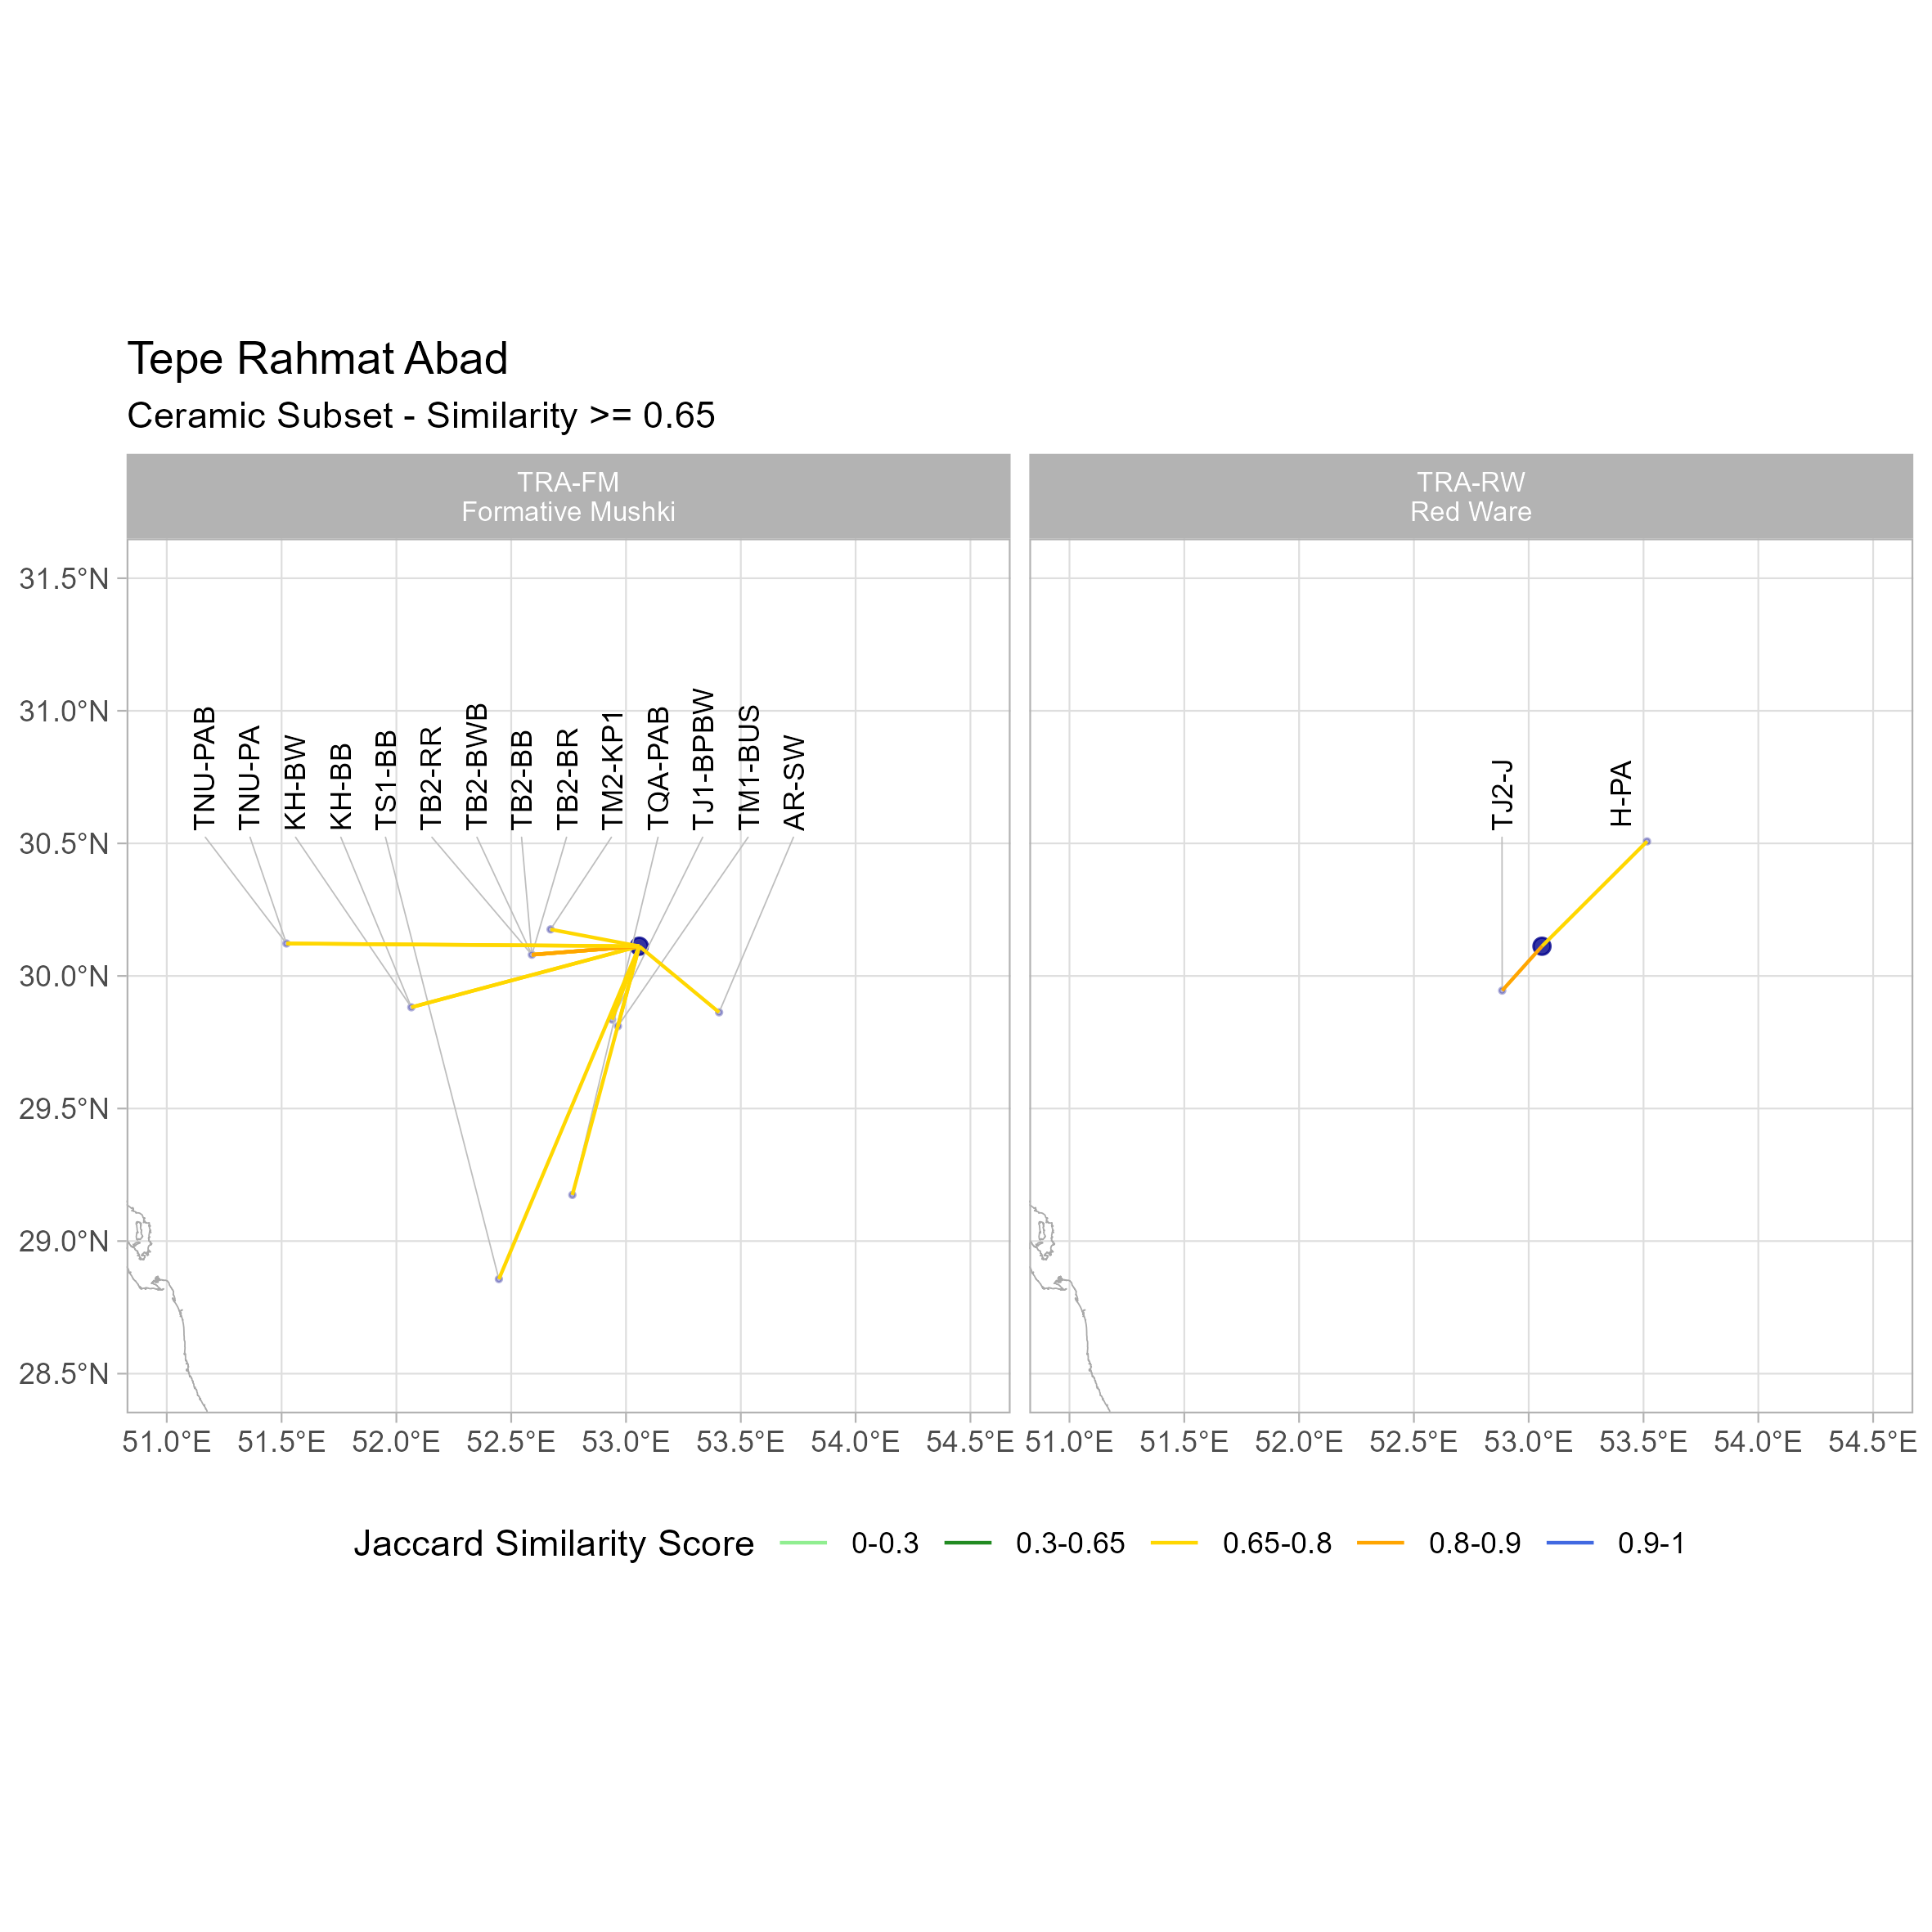 Tepe Rahmat Abad
Ceramic Subset - Similarity >= 0.65
TRA-FM
Formative Mushki
TRA-RW
Red Ware
31.5°N
31.0°N
30.5°N
30.0°N
29.5°N
29.0°N
28.5°N
TNU-PAB
TNU-PA
KH-BW
KH-BB
TS1-BB
TB2-RR
TB2-BWB
TB2-BB
TB2-BR
TM2-KP1
TQA-PAB
TJ1-BPBW
TM1-BUS
AR-SW
TJ2-J
H-PA
51.0°E 51.5°E 52.0°E 52.5°E 53.0°E 53.5°E 54.0°E 54.5°E
51.0°E 51.5°E 52.0°E 52.5°E 53.0°E 53.5°E 54.0°E 54.5°E
Jaccard Similarity Score 0-0.3 0.3-0.65 0.65-0.8 0.8-0.9 0.9-1